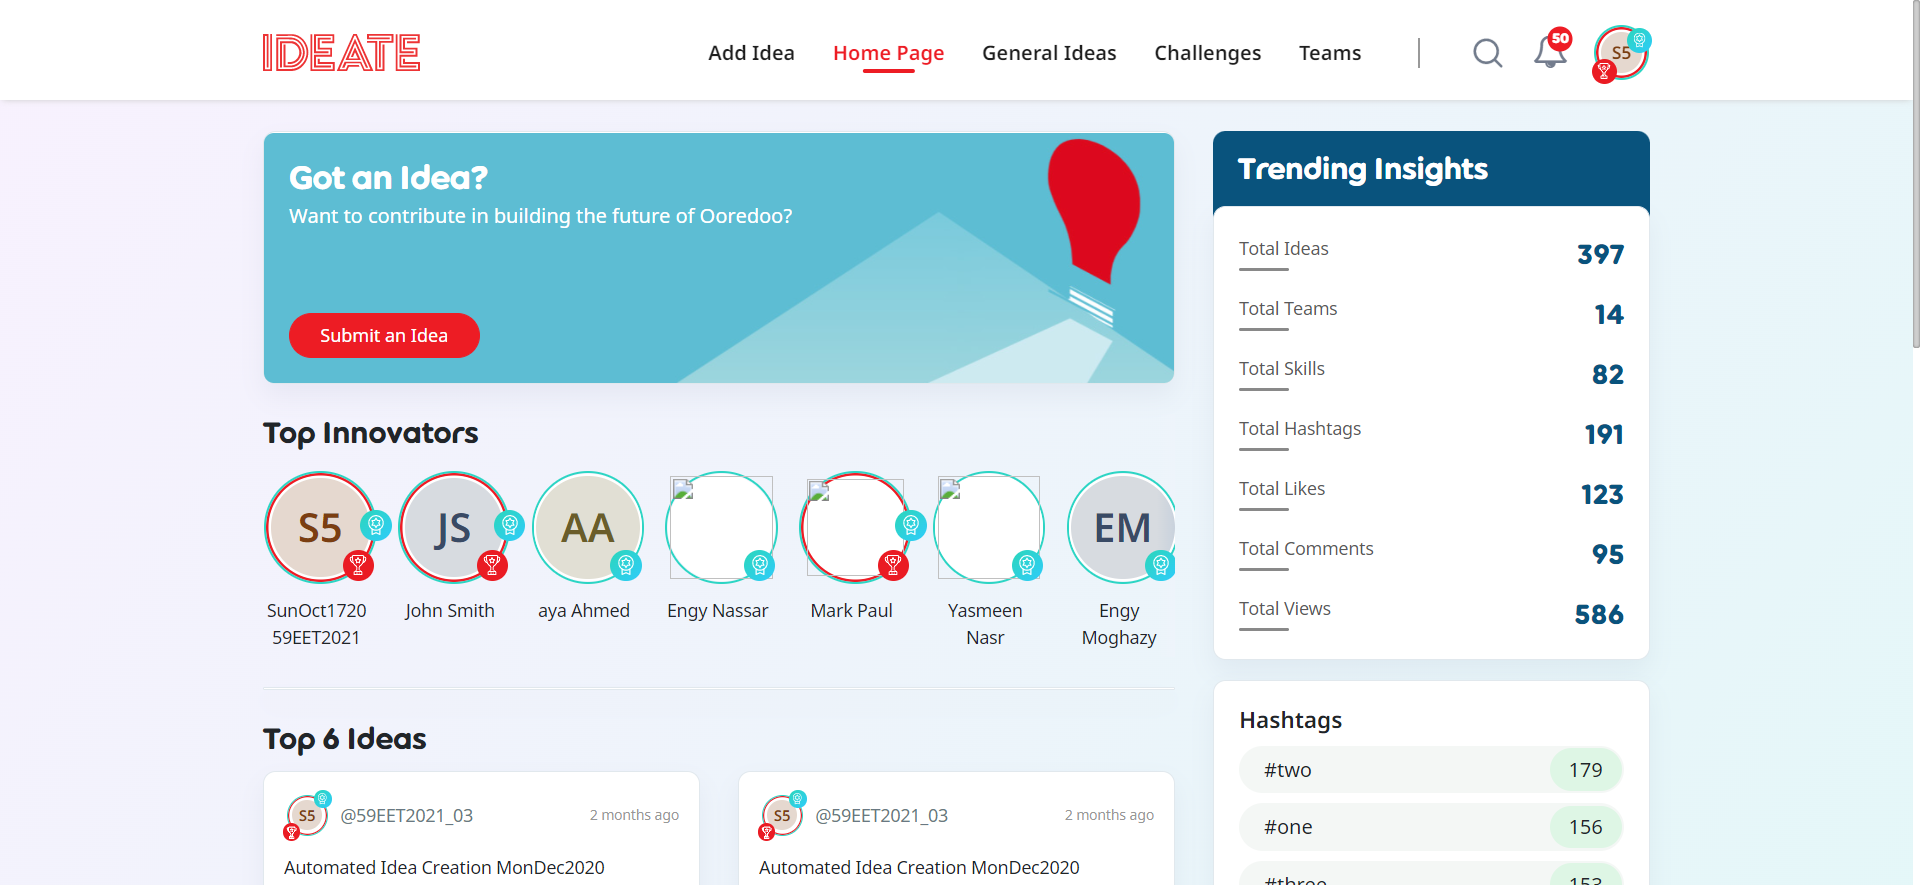 IDEATE
Add Idea
Home Page
General Ideas
Challenges
Teams
50
S5
Got an Idea?
Want to contribute in building the future of Ooredoo?
Submit an Idea
Top Innovators
S5
JS
AA
EM
SunOct1720
59EET2021
John Smith
aya Ahmed
Engy Nassar
Mark Paul
Yasmeen
Nasr
Engy
Moghazy
Top 6 Ideas
S5
@59EET2021_03
2 months ago
Automated Idea Creation MonDec2020
S5
@59EET2021_03
2 months ago
Automated Idea Creation MonDec2020
Trending Insights
Total Ideas
397
Total Teams
14
Total Skills
82
Total Hashtags
191
Total Likes
123
Total Comments
95
Total Views
586
Hashtags
#two
179
#one
156
#three
153